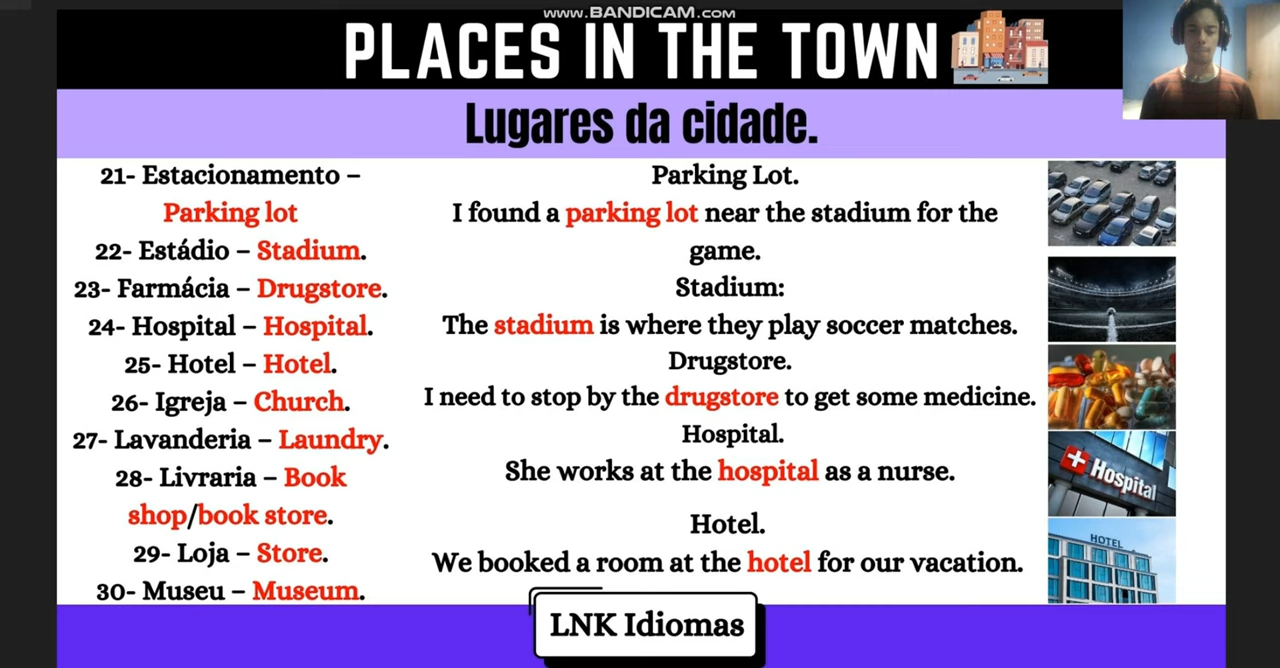 www.BANDICAM.com
PLACES IN THE TOWN
Lugares da cidade.
21- Estacionamento –
Parking lot
22- Estádio – Stadium.
23- Farmácia – Drugstore.
24- Hospital – Hospital.
25- Hotel – Hotel.
26- Igreja – Church.
27- Lavanderia – Laundry.
28- Livraria – Book
shop/book store.
29- Loja – Store.
30- Museu – Museum.
Parking Lot.
I found a parking lot near the stadium for the
game.
Stadium:
The stadium is where they play soccer matches.
Drugstore.
I need to stop by the drugstore to get some medicine.
Hospital.
She works at the hospital as a nurse.
Hotel.
We booked a room at the hotel for our vacation.
Hospital
HOTEL
LNK Idiomas